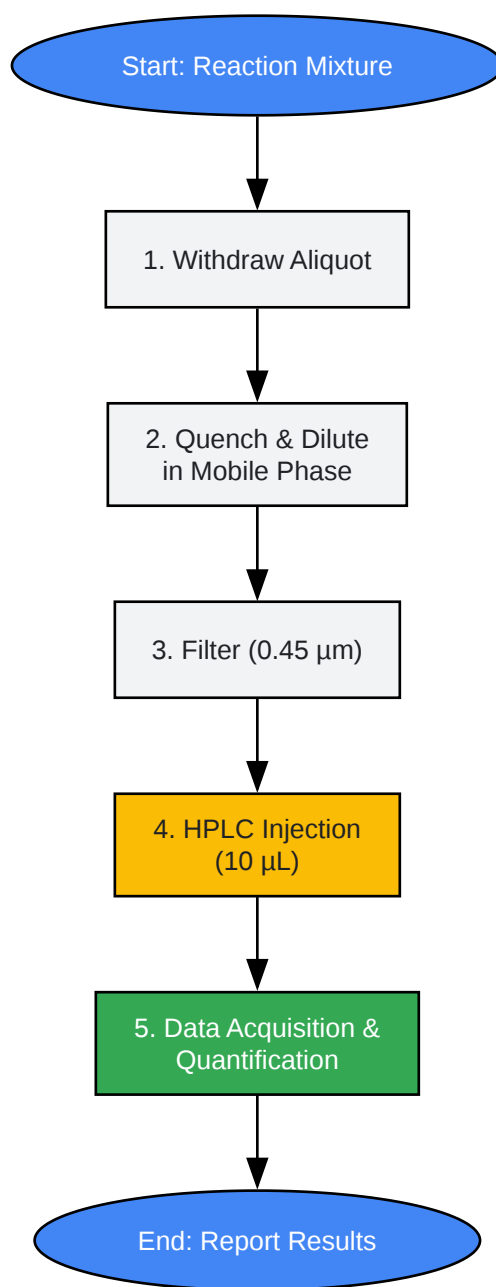 Start: Reaction Mixture
1. Withdraw Aliquot
2. Quench & Dilute
in Mobile Phase
3. Filter (0.45 µm)
4. HPLC Injection
(10 µL)
5. Data Acquisition &
Quantification
End: Report Results